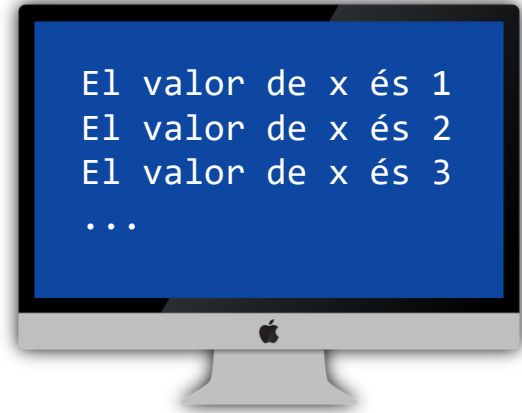 El valor de x és 1
El valor de x és 2
El valor de x és 3
...